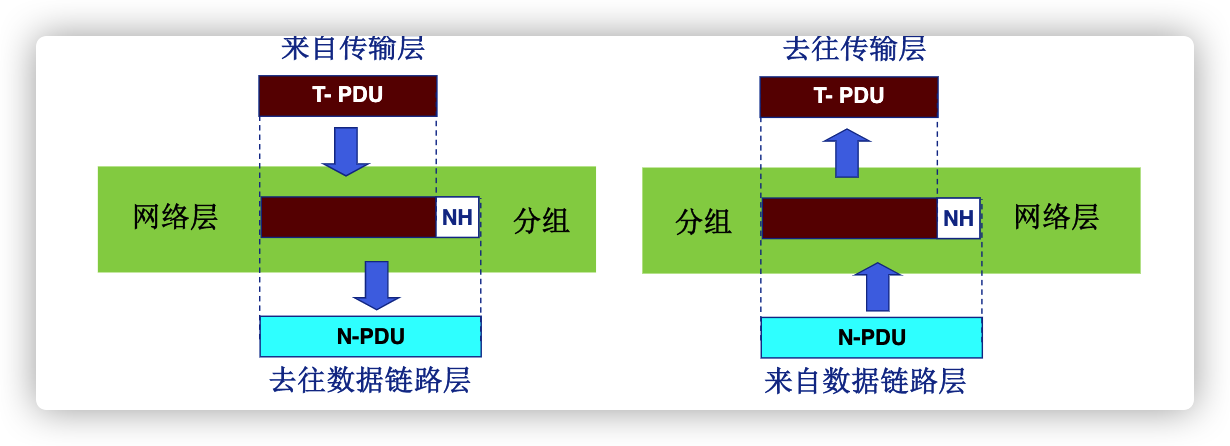 来自传输层
T- PDU
网络层
NH
分组
N-PDU
去往数据链路层
去往传输层
T- PDU
分组
NH
网络层
N-PDU
来自数据链路层